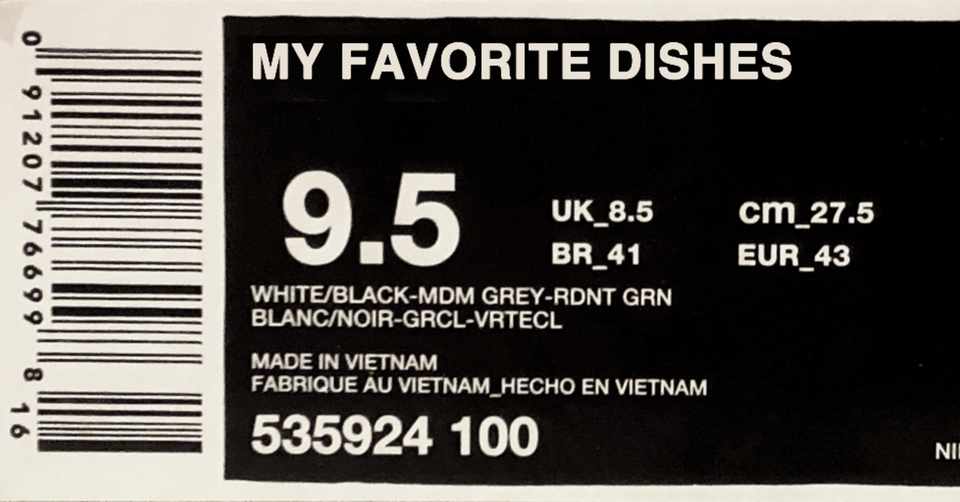 0 91207 76699 8 16
MY FAVORITE DISHES
9.5
UK_8.5 cm_27.5
BR_41 EUR_43
WHITE/BLACK-MDM GREY-RDNT GRN
BLANC/NOIR-GRCL-VRTECL
MADE IN VIETNAM
FABRIQUE AU VIETNAM_HECHO EN VIETNAM
535924 100